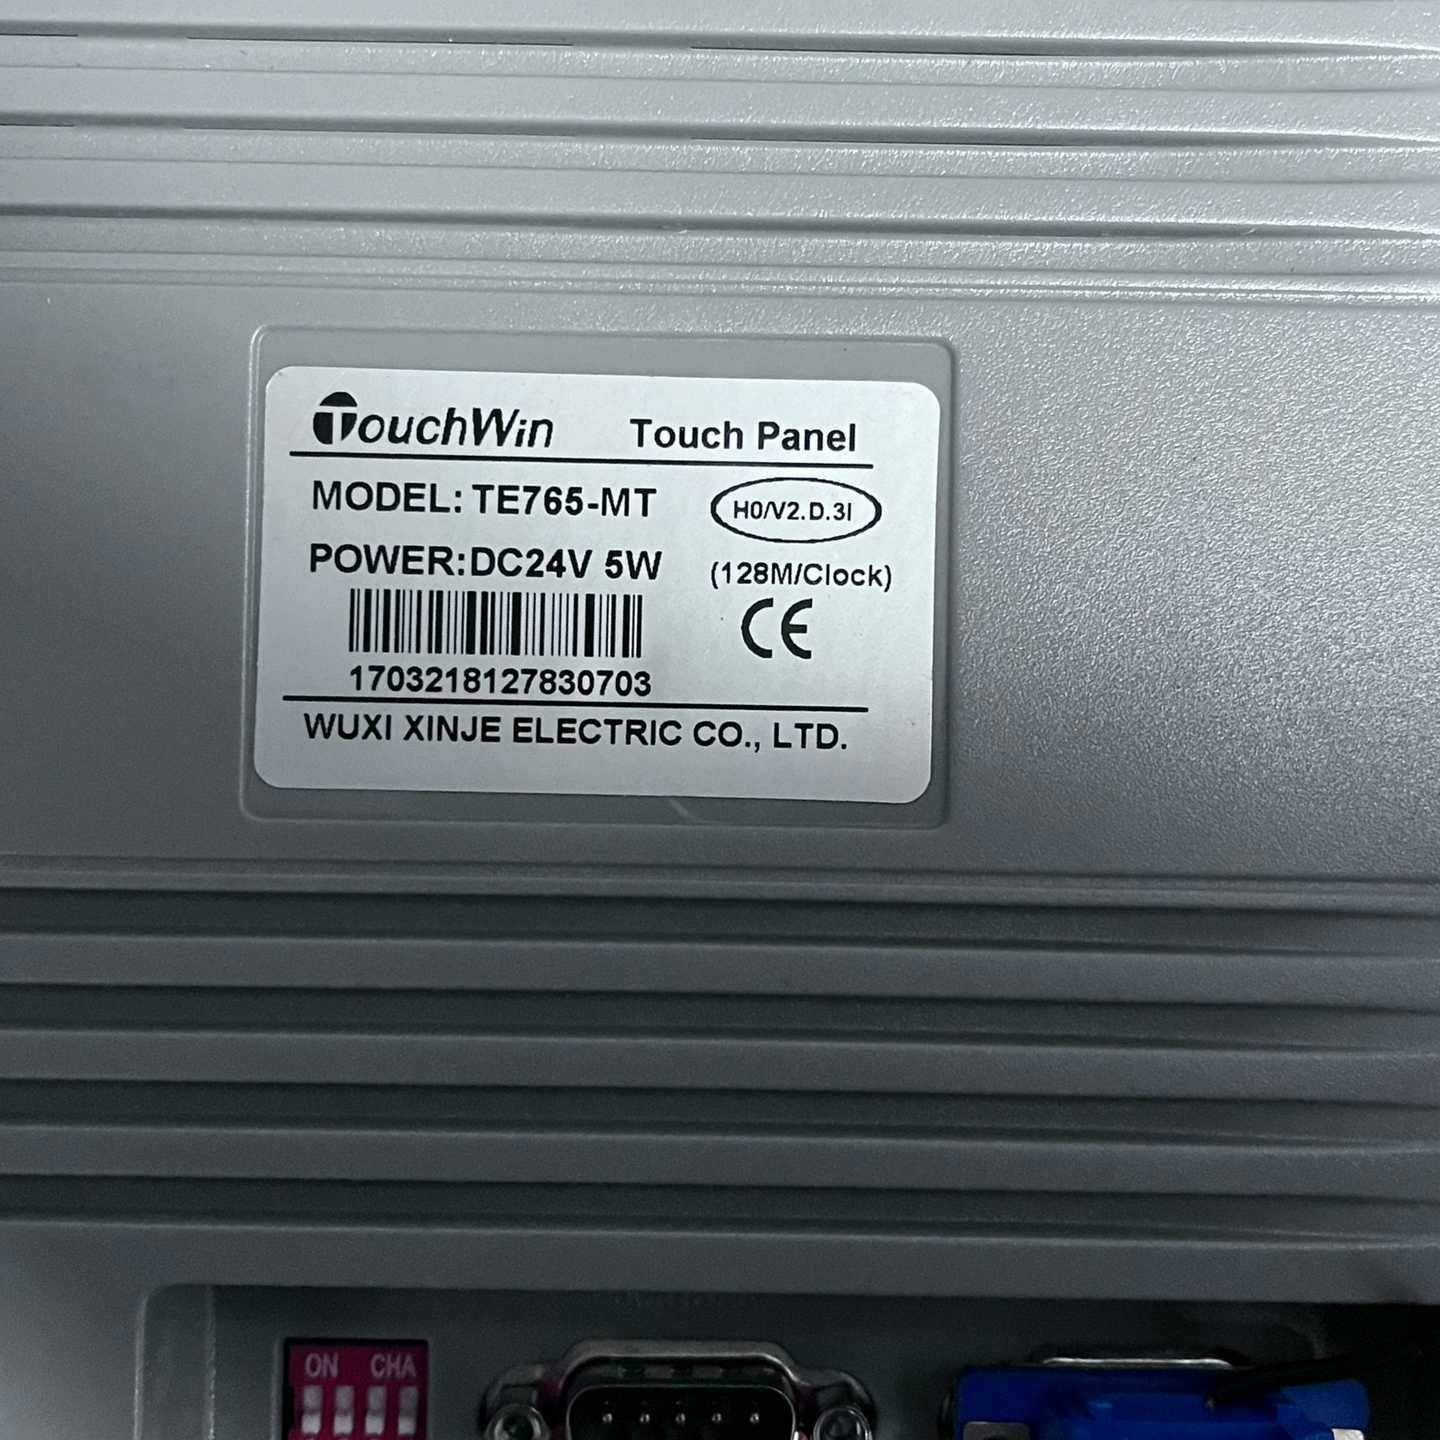 TouchWin Touch Panel
MODEL: TE765-MT
H0/V2.D.3I
POWER:DC24V 5W
(128M/Clock)
CE
1703218127830703
WUXI XINJE ELECTRIC CO., LTD.
ON CHA